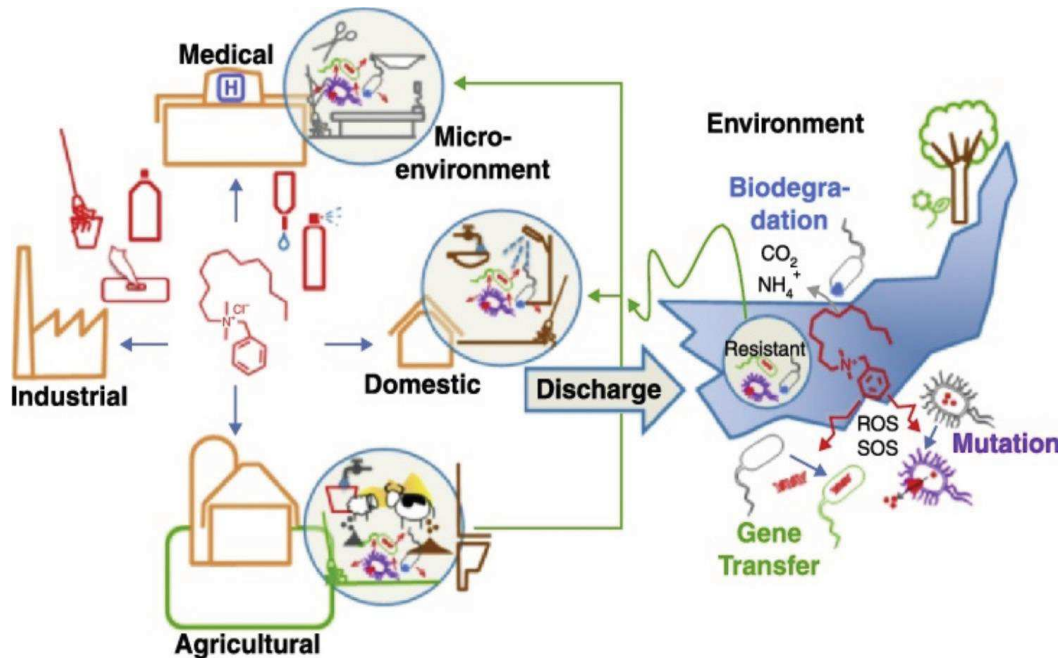 Medical
H
Micro-
environment
Cl⁻
N⁺
Industrial
Domestic
Agricultural
Discharge
Environment
Biodegra-
dation
CO₂
NH₄⁺
Resistant
N⁺
ROS
SOS
Mutation
Gene
Transfer